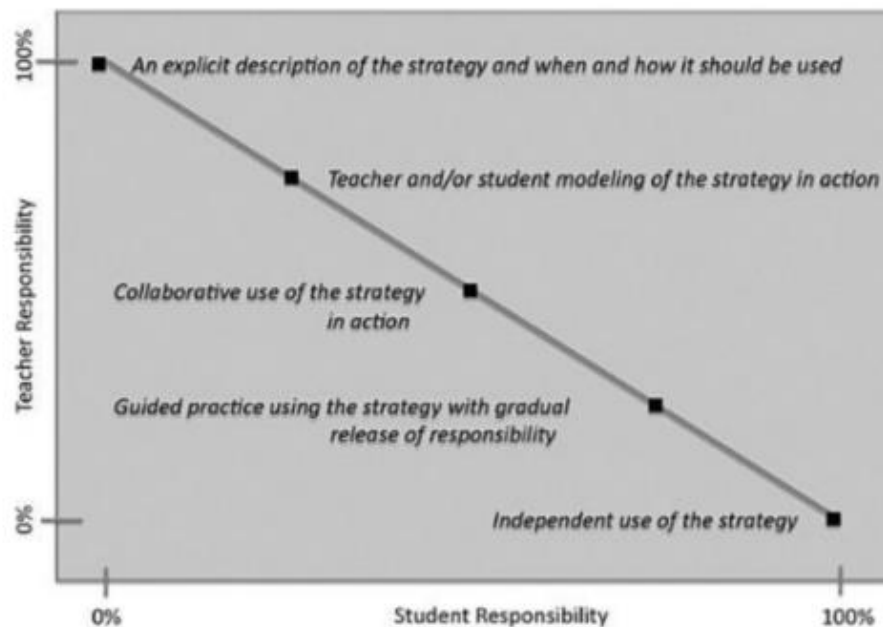 100%
An explicit description of the strategy and when and how it should be used
Teacher and/or student modeling of the strategy in action
Teacher Responsibility
Collaborative use of the strategy
in action
Guided practice using the strategy with gradual
release of responsibility
0%
Independent use of the strategy
0%
Student Responsibility
100%